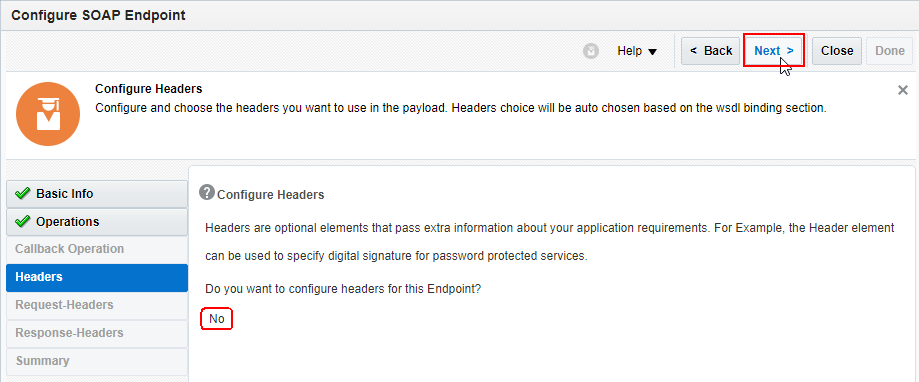 Configure SOAP Endpoint
Help
< Back
Next >
Close
Done
Configure Headers
Configure and choose the headers you want to use in the payload. Headers choice will be auto chosen based on the wsdl binding section.
Basic Info
Operations
Callback Operation
Headers
Request-Headers
Response-Headers
Summary
Configure Headers
Headers are optional elements that pass extra information about your application requirements. For Example, the Header element
can be used to specify digital signature for password protected services.
Do you want to configure headers for this Endpoint?
No